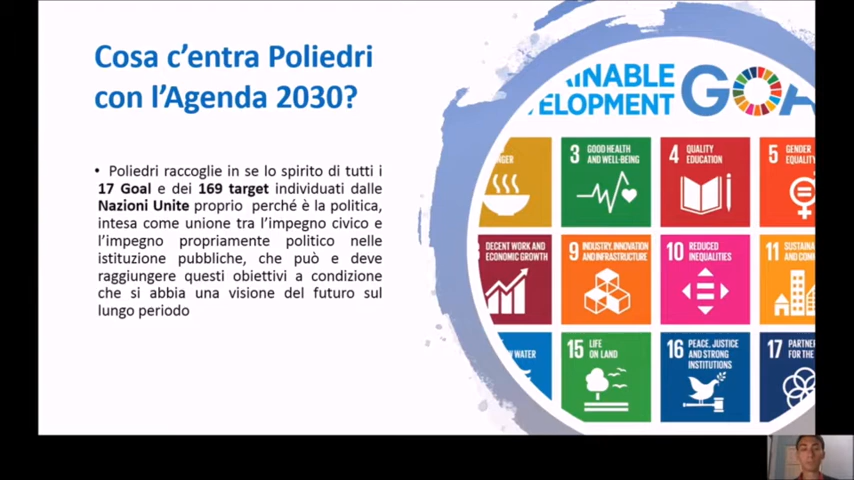 Cosa c'entra Poliedri
con l'Agenda 2030?
• Poliedri raccoglie in se lo spirito di tutti i
17 Goal e dei 169 target individuati dalle
Nazioni Unite proprio perché è la politica,
intesa come unione tra l'impegno civico e
l'impegno propriamente politico nelle
istituzione pubbliche, che può e deve
raggiungere questi obiettivi a condizione
che si abbia una visione del futuro sul
lungo periodo
AINABLE
ELOPMENT GOA
NGER
3 GOOD HEALTH
AND WELL-BEING
4 QUALITY
EDUCATION
5 GENDER
EQUALITY
DECENT WORK AND
ECONOMIC GROWTH
9 INDUSTRY, INNOVATION
AND INFRASTRUCTURE
10 REDUCED
INEQUALITIES
11 SUSTAINA
AND COM
WATER
15 LIFE
ON LAND
16 PEACE, JUSTICE
AND STRONG
INSTITUTIONS
17 PARTNER
FOR THE